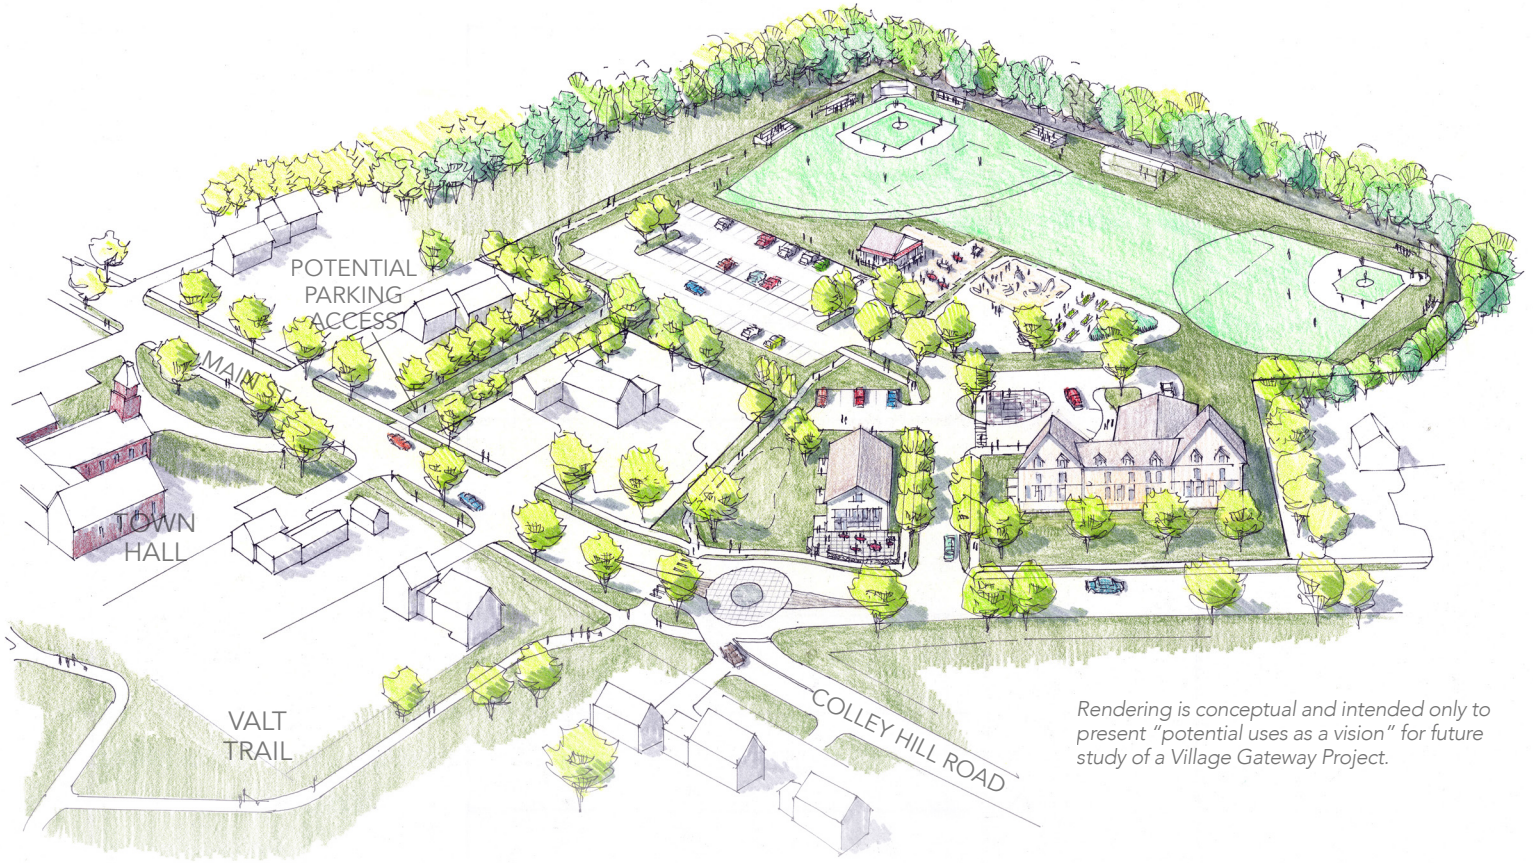 POTENTIAL
PARKING
ACCESS
MAIN ST
TOWN
HALL
VALT
TRAIL
COLLEY HILL ROAD
Rendering is conceptual and intended only to
present “potential uses as a vision” for future
study of a Village Gateway Project.